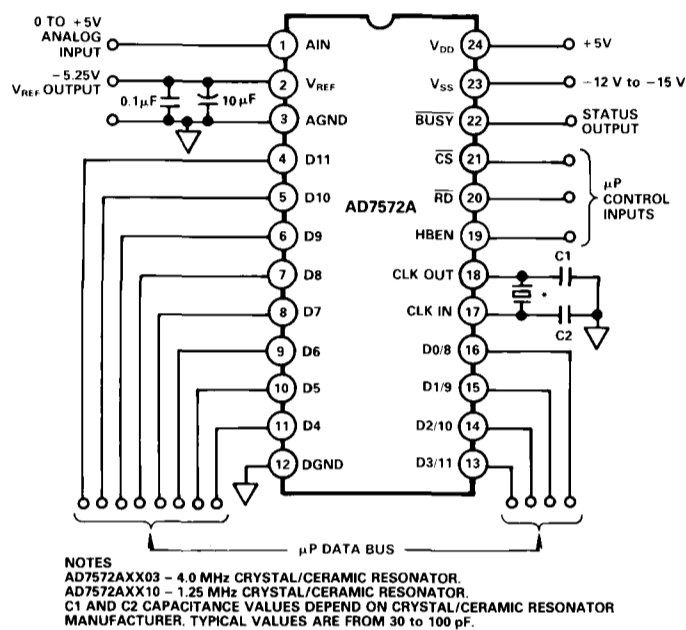 0 TO +5V
ANALOG
INPUT
–5.25V
VREF OUTPUT
0.1µF
10µF
1 AIN
2 VREF
3 AGND
4 D11
5 D10
6 D9
7 D8
8 D7
9 D6
10 D5
11 D4
12 DGND
AD7572A
VDD 24
VSS 23
BUSY 22
CS 21
RD 20
HBEN 19
CLK OUT 18
CLK IN 17
D0/8 16
D1/9 15
D2/10 14
D3/11 13
+5V
–12 V to –15 V
STATUS
OUTPUT
µP
CONTROL
INPUTS
C1
*
C2
µP DATA BUS
NOTES
AD7572AXX03 – 4.0 MHz CRYSTAL/CERAMIC RESONATOR.
AD7572AXX10 – 1.25 MHz CRYSTAL/CERAMIC RESONATOR.
C1 AND C2 CAPACITANCE VALUES DEPEND ON CRYSTAL/CERAMIC RESONATOR
MANUFACTURER. TYPICAL VALUES ARE FROM 30 to 100 pF.